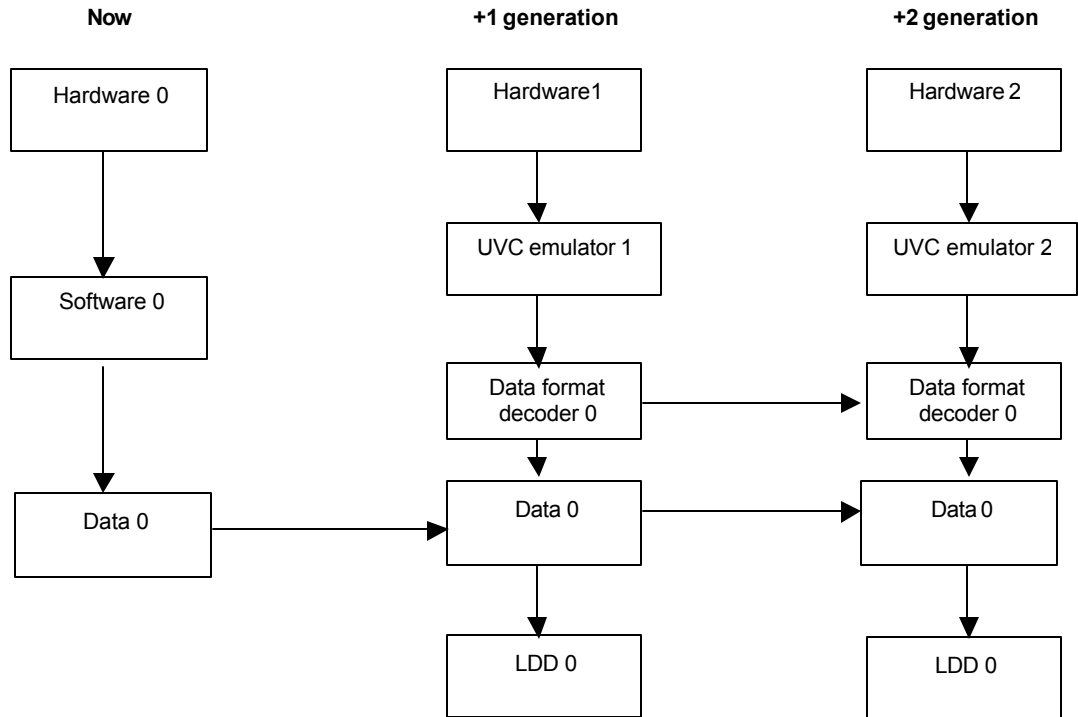 Now +1 generation +2 generation
Hardware 0 Hardware1 Hardware 2
UVC emulator 1 UVC emulator 2
Software 0
Data format
decoder 0
Data format
decoder 0
Data 0 Data 0 Data 0
LDD 0 LDD 0